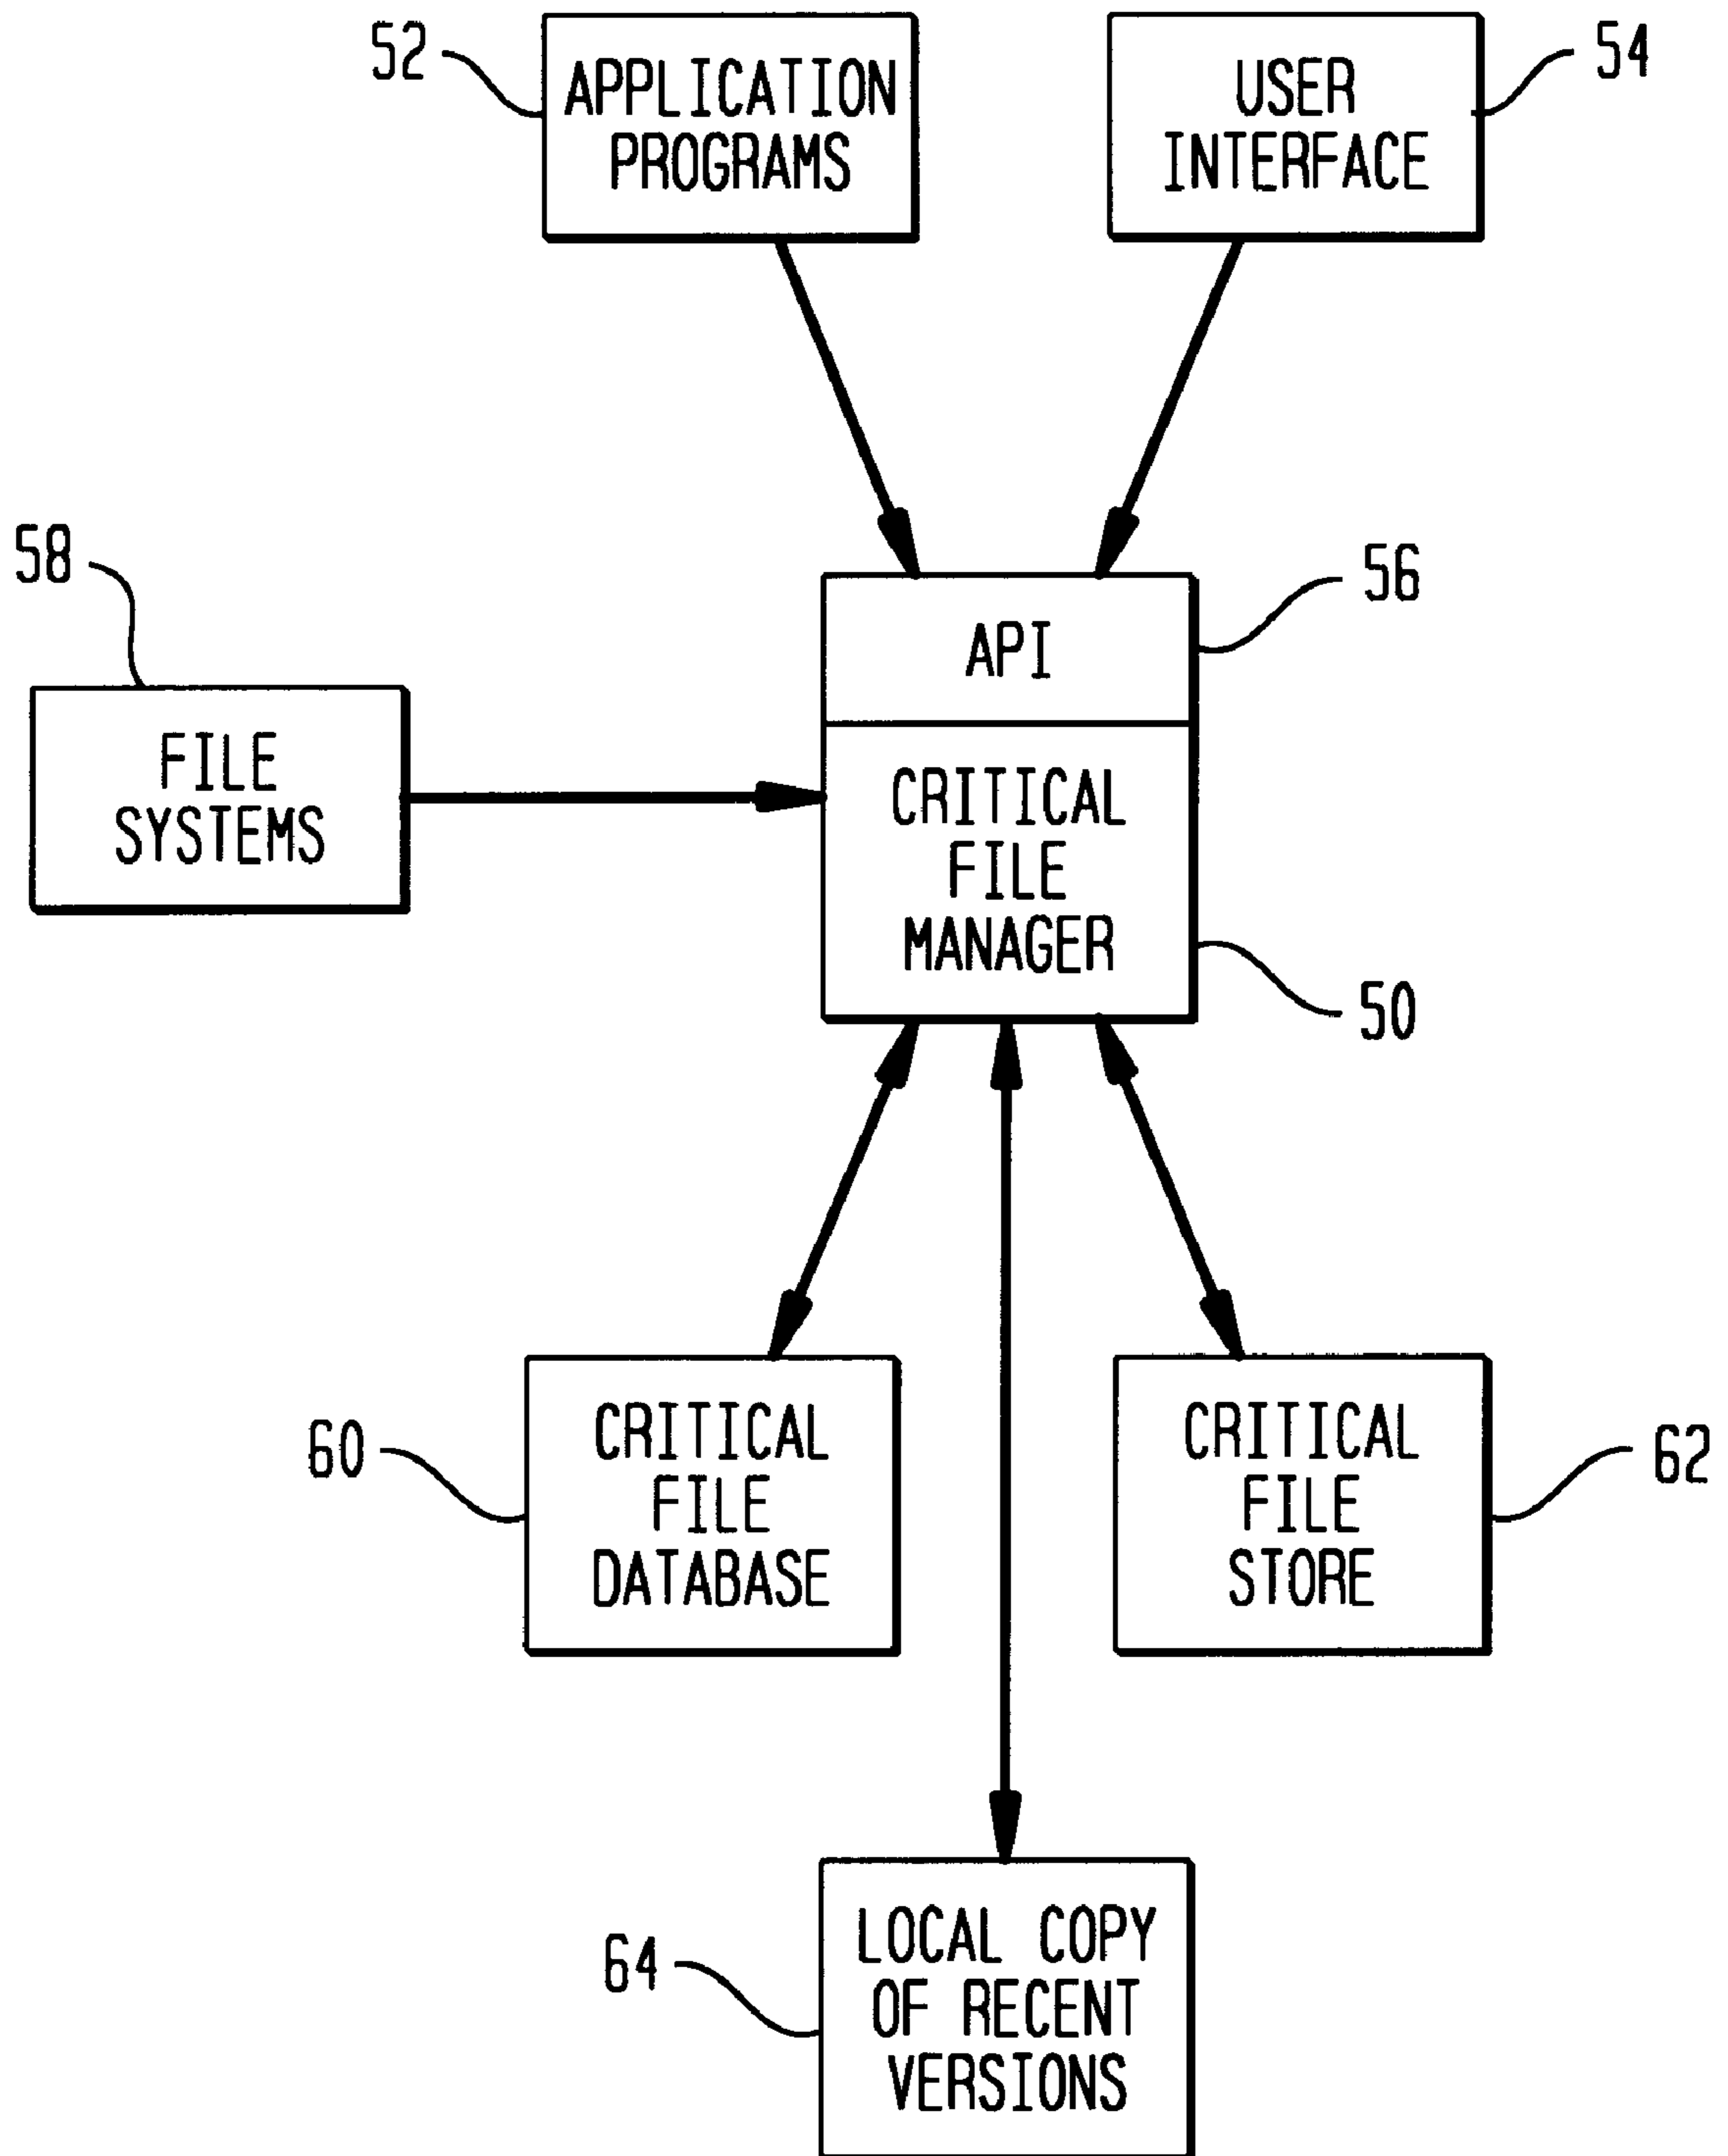 52
APPLICATION
PROGRAMS
USER
INTERFACE
54
58
FILE
SYSTEMS
API
56
CRITICAL
FILE
MANAGER
50
60
CRITICAL
FILE
DATABASE
CRITICAL
FILE
STORE
62
64
LOCAL COPY
OF RECENT
VERSIONS